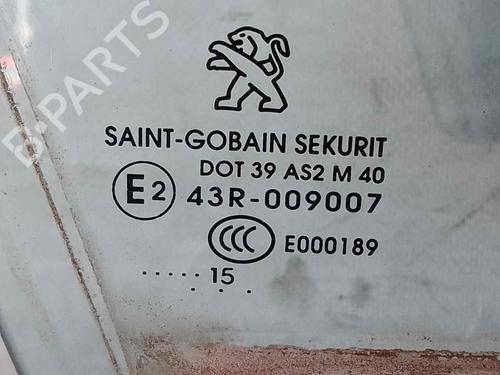 B-PARTS
SAINT-GOBAIN SEKURIT
DOT 39 AS2 M 40
E2 43R-009007
CCC E000189
..... 15
. . .